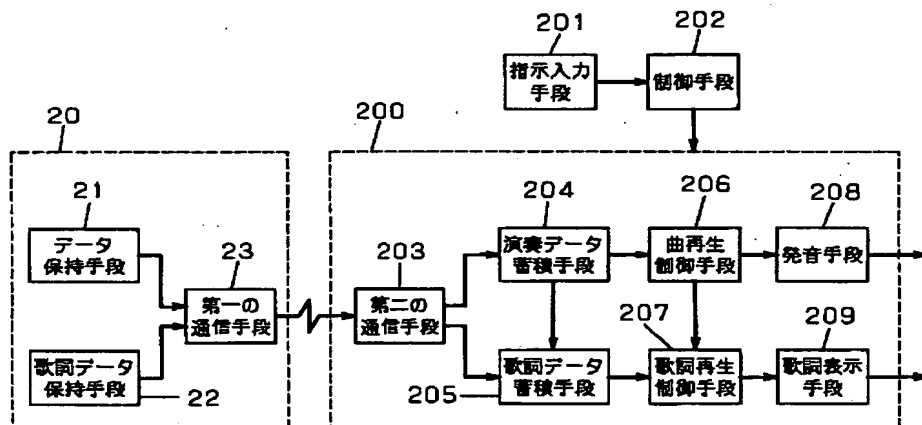 201
202
指示入力
手段
制御手段
20
200
21
データ
保持手段
23
第一の
通信手段
歌詞データ
保持手段
22
203
第二の
通信手段
204
演奏データ
蓄積手段
206
曲再生
制御手段
208
発音手段
205
歌詞データ
蓄積手段
207
歌詞再生
制御手段
209
歌詞表示
手段